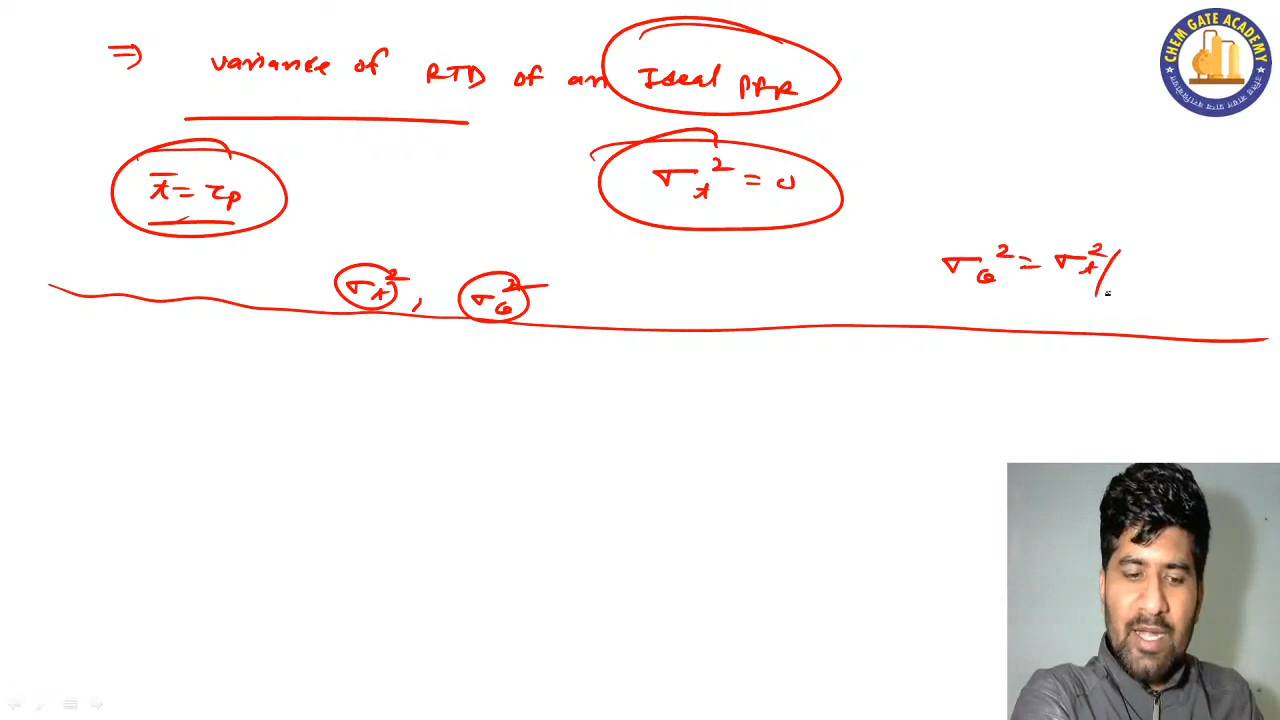 ⇒ variance of RTD of an Ideal PFR
t̄ = τp
σt² = 0
σθ² = σt² /
σt² , σθ²
CHEM GATE ACADEMY